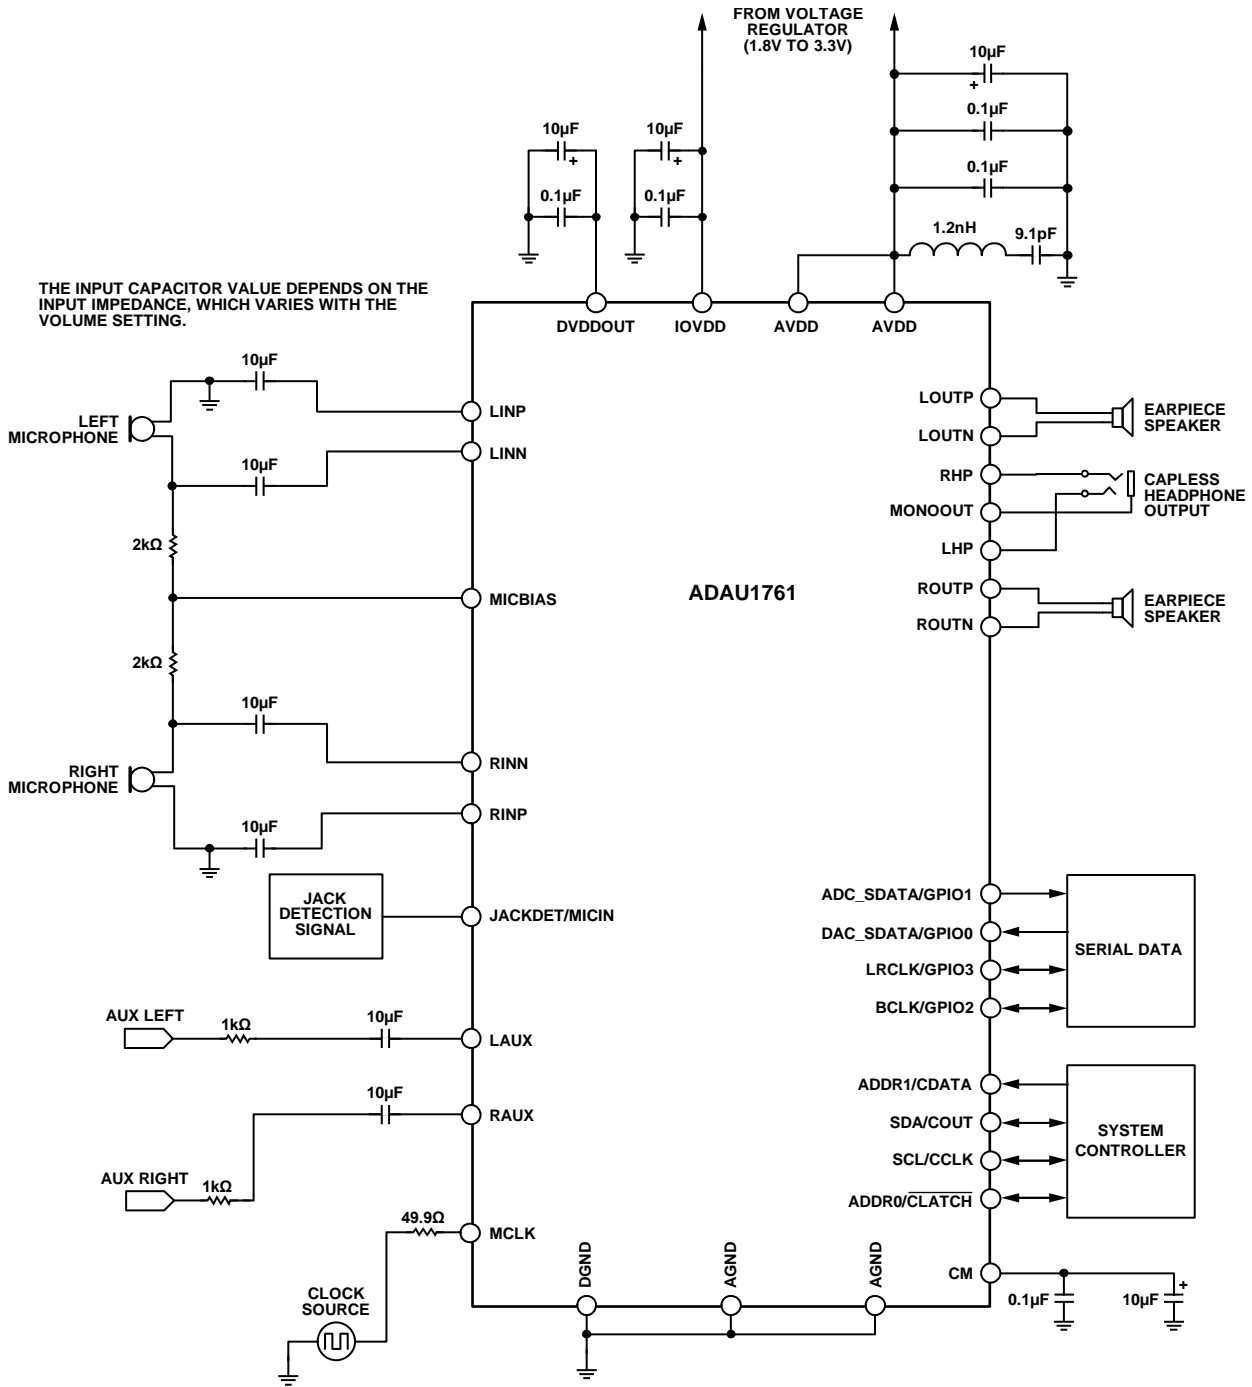 FROM VOLTAGE
REGULATOR
(1.8V TO 3.3V)
10µF
+
0.1µF
0.1µF
1.2nH
9.1pF
10µF
+
0.1µF
10µF
+
0.1µF
THE INPUT CAPACITOR VALUE DEPENDS ON THE
INPUT IMPEDANCE, WHICH VARIES WITH THE
VOLUME SETTING.
DVDDOUT
IOVDD
AVDD
AVDD
10µF
LINP
LEFT
MICROPHONE
LINN
10µF
2kΩ
MICBIAS
2kΩ
10µF
RINN
RIGHT
MICROPHONE
RINP
10µF
JACK
DETECTION
SIGNAL
JACKDET/MICIN
AUX LEFT
1kΩ
10µF
LAUX
10µF
RAUX
AUX RIGHT
1kΩ
49.9Ω
MCLK
CLOCK
SOURCE
ADAU1761
LOUTP
LOUTN
EARPIECE
SPEAKER
RHP
MONOOUT
LHP
CAPLESS
HEADPHONE
OUTPUT
ROUTP
ROUTN
EARPIECE
SPEAKER
ADC_SDATA/GPIO1
DAC_SDATA/GPIO0
LRCLK/GPIO3
BCLK/GPIO2
SERIAL DATA
ADDR1/CDATA
SDA/COUT
SCL/CCLK
ADDR0/CLATCH
SYSTEM
CONTROLLER
DGND
AGND
AGND
CM
0.1µF
10µF
+